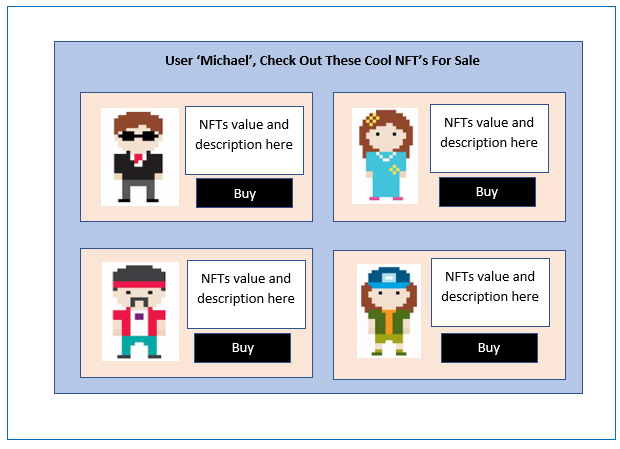 User ‘Michael’, Check Out These Cool NFT’s For Sale
NFTs value and
description here
Buy
NFTs value and
description here
Buy
NFTs value and
description here
Buy
NFTs value and
description here
Buy